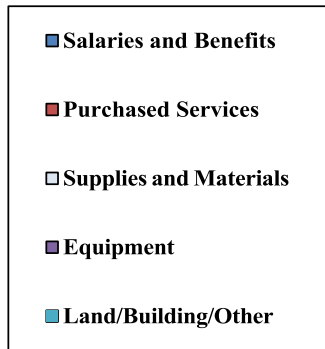 Salaries and Benefits
Purchased Services
Supplies and Materials
Equipment
Land/Building/Other